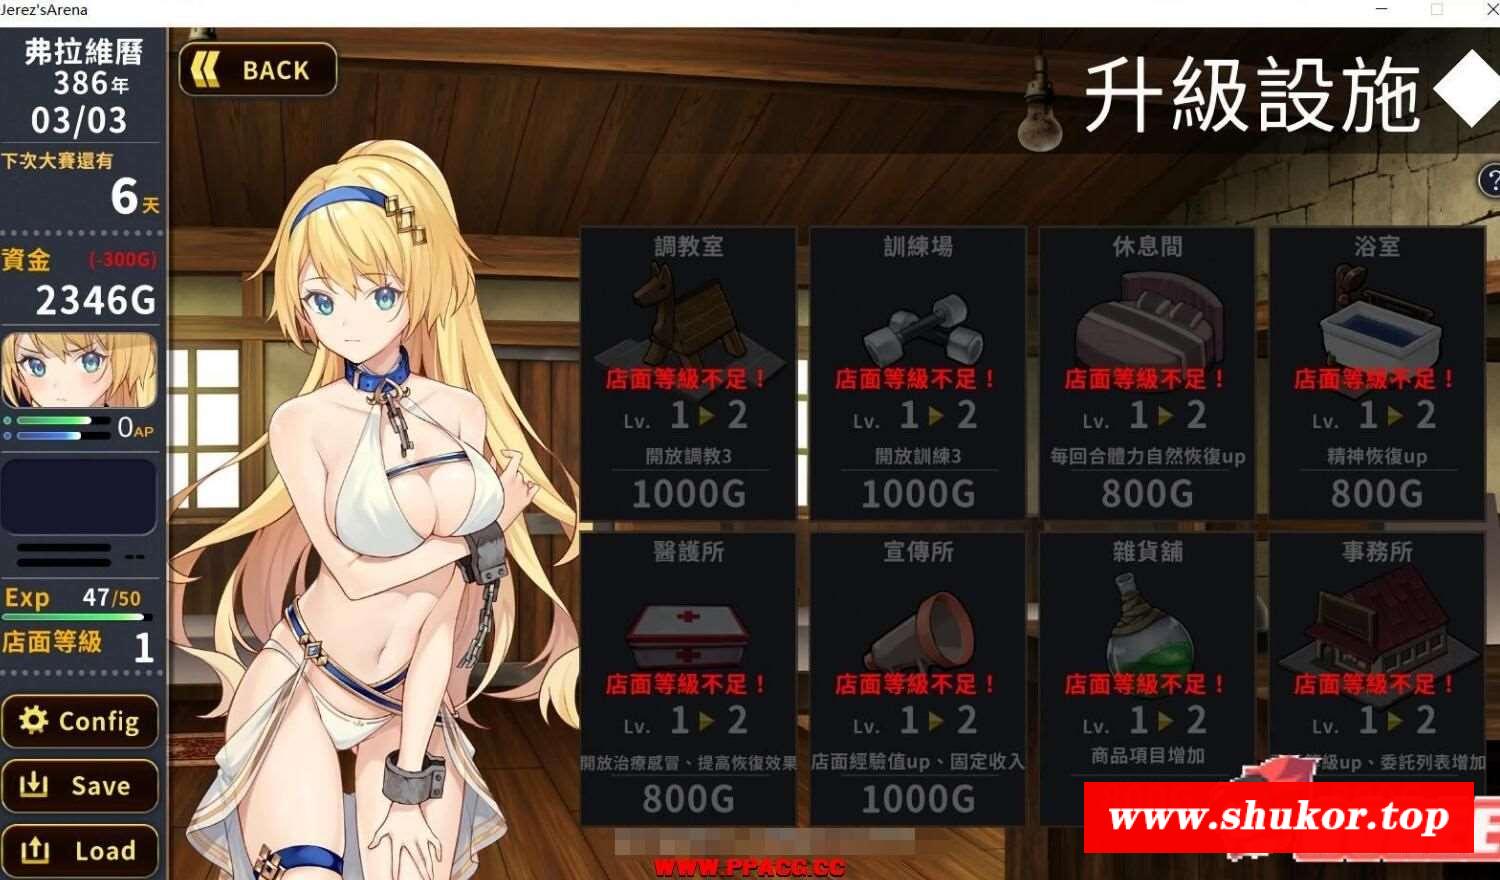 Jerez'sArena
弗拉維曆
386年
03/03
下次大賽還有
6天
資金 (-300G)
2346G
0AP
--
Exp 47/50
店面等級 1
Config
Save
Load
BACK
升級設施
?
調教室
店面等級不足！
Lv. 1 2
開放調教3
1000G
訓練場
店面等級不足！
Lv. 1 2
開放訓練3
1000G
休息間
店面等級不足！
Lv. 1 2
每回合體力自然恢復up
800G
浴室
店面等級不足！
Lv. 1 2
精神恢復up
800G
醫護所
店面等級不足！
Lv. 1 2
開放治療感冒、提高恢復效果
800G
宣傳所
店面等級不足！
Lv. 1 2
店面經驗值up、固定收入
1000G
雜貨舖
店面等級不足！
Lv. 1 2
商品項目增加
事務所
店面等級不足！
Lv. 1 2
級up、委託列表增加
www.shukor.top
WWW.PPACG.CC